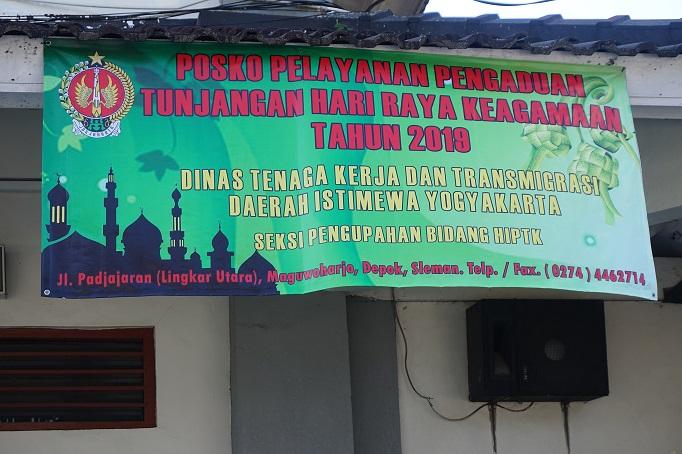 POSKO PELAYANAN PENGADUAN
TUNJANGAN HARI RAYA KEAGAMAAN
TAHUN 2019
DINAS TENAGA KERJA DAN TRANSMIGRASI
DAERAH ISTIMEWA YOGYAKARTA
SEKSI PENGUPAHAN BIDANG HIPTK
Jl. Padjajaran (Lingkar Utara), Maguwoharjo, Depok, Sleman. Telp. / Fax. ( 0274 ) 4462714